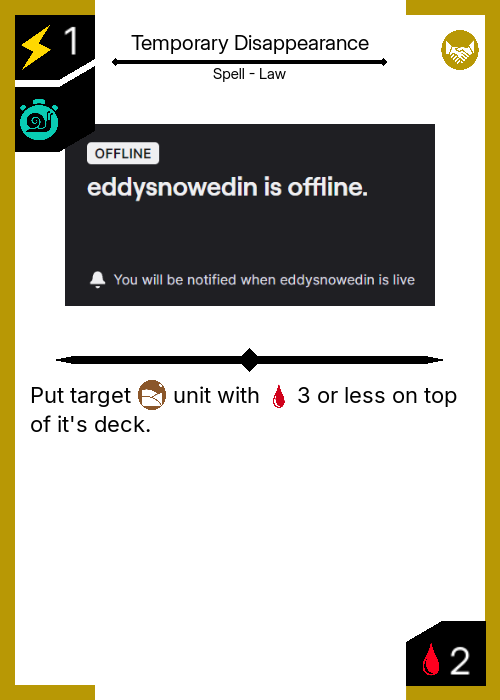 1
Temporary Disappearance
Spell - Law
OFFLINE
eddysnowedin is offline.
You will be notified when eddysnowedin is live
Put target unit with 3 or less on top
of it's deck.
2